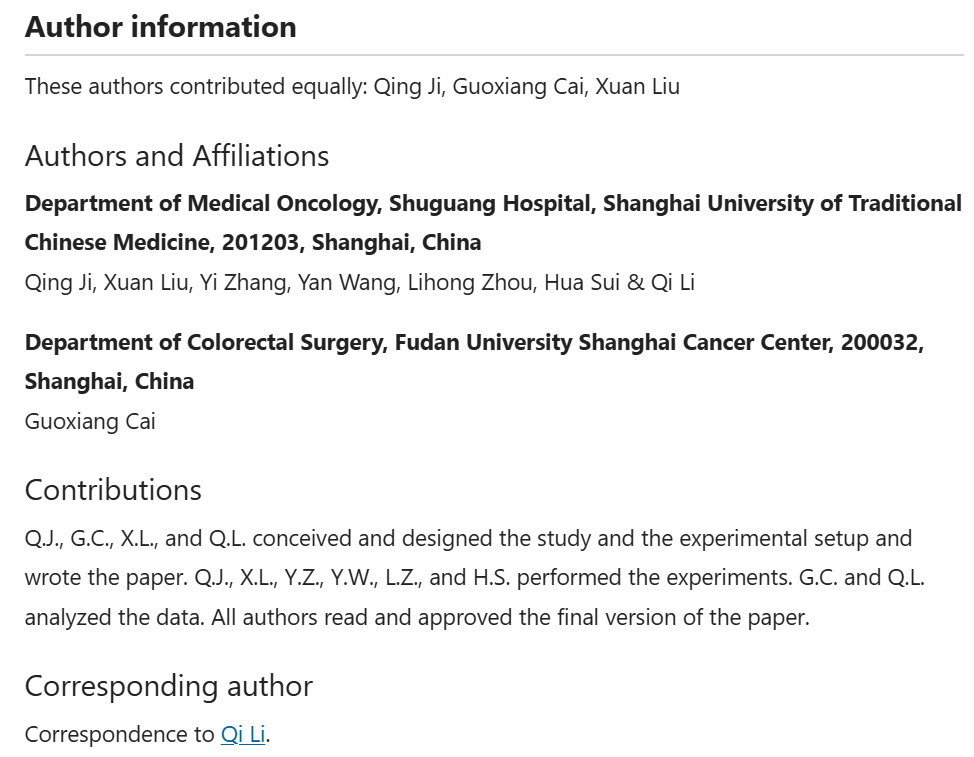 Author information
These authors contributed equally: Qing Ji, Guoxiang Cai, Xuan Liu
Authors and Affiliations
Department of Medical Oncology, Shuguang Hospital, Shanghai University of Traditional
Chinese Medicine, 201203, Shanghai, China
Qing Ji, Xuan Liu, Yi Zhang, Yan Wang, Lihong Zhou, Hua Sui & Qi Li
Department of Colorectal Surgery, Fudan University Shanghai Cancer Center, 200032,
Shanghai, China
Guoxiang Cai
Contributions
Q.J., G.C., X.L., and Q.L. conceived and designed the study and the experimental setup and
wrote the paper. Q.J., X.L., Y.Z., Y.W., L.Z., and H.S. performed the experiments. G.C. and Q.L.
analyzed the data. All authors read and approved the final version of the paper.
Corresponding author
Correspondence to Qi Li.